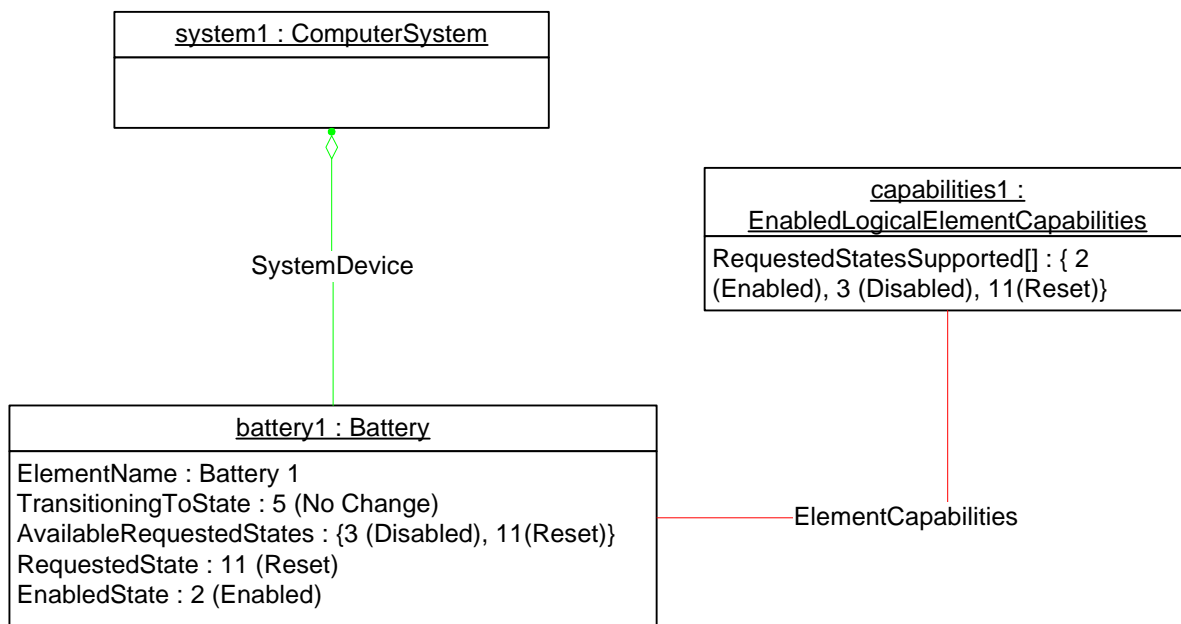 system1 : ComputerSystem
capabilities1 :
EnabledLogicalElementCapabilities
RequestedStatesSupported[] : { 2
(Enabled), 3 (Disabled), 11(Reset)}
SystemDevice
battery1 : Battery
ElementName : Battery 1
TransitioningToState : 5 (No Change)
AvailableRequestedStates : {3 (Disabled), 11(Reset)}
RequestedState : 11 (Reset)
EnabledState : 2 (Enabled)
ElementCapabilities